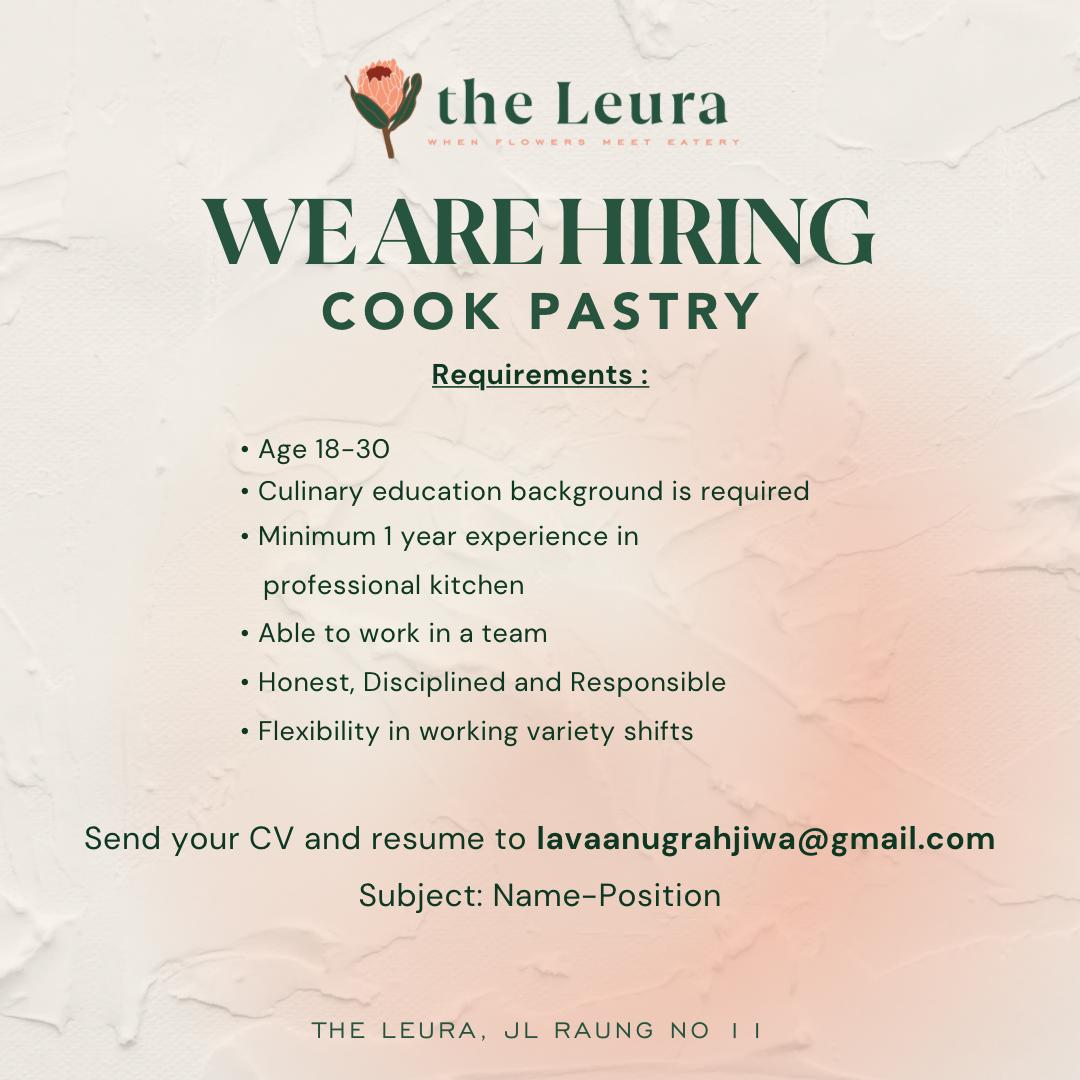 the Leura
WHEN FLOWERS MEET EATERY
WE ARE HIRING
COOK PASTRY
Requirements :
• Age 18-30
• Culinary education background is required
• Minimum 1 year experience in
professional kitchen
• Able to work in a team
• Honest, Disciplined and Responsible
• Flexibility in working variety shifts
Send your CV and resume to lavaanugrahjiwa@gmail.com
Subject: Name-Position
THE LEURA, JL RAUNG NO 11